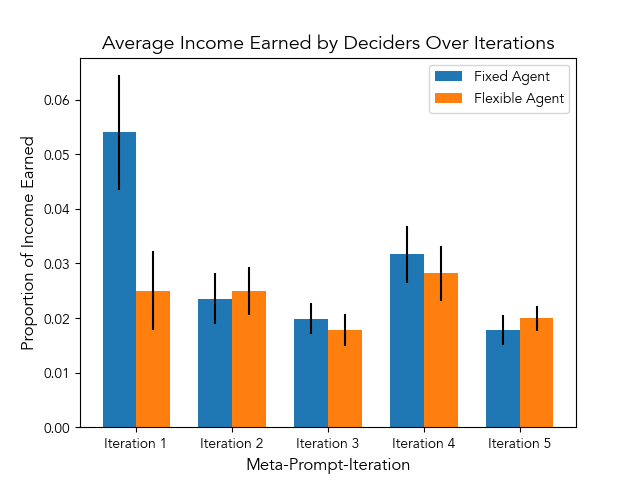 Average Income Earned by Deciders Over Iterations
Fixed Agent
Flexible Agent
Proportion of Income Earned
0.06
0.05
0.04
0.03
0.02
0.01
0.00
Iteration 1
Iteration 2
Iteration 3
Iteration 4
Iteration 5
Meta-Prompt-Iteration